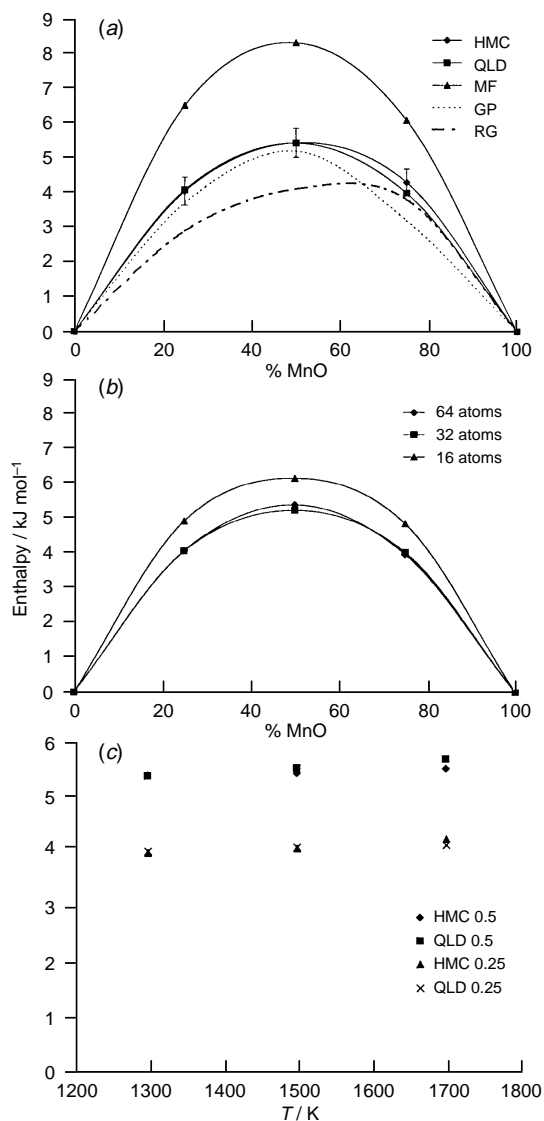 (a)
9
8
7
6
5
4
3
2
1
0
HMC
QLD
MF
GP
RG
0 20 40 60 80 100
% MnO
(b)
9
8
7
6
5
4
3
2
1
0
64 atoms
32 atoms
16 atoms
Enthalpy / kJ mol⁻¹
0 20 40 60 80 100
% MnO
(c)
6
5
4
3
2
1
0
HMC 0.5
QLD 0.5
HMC 0.25
QLD 0.25
1200 1300 1400 1500 1600 1700 1800
T / K